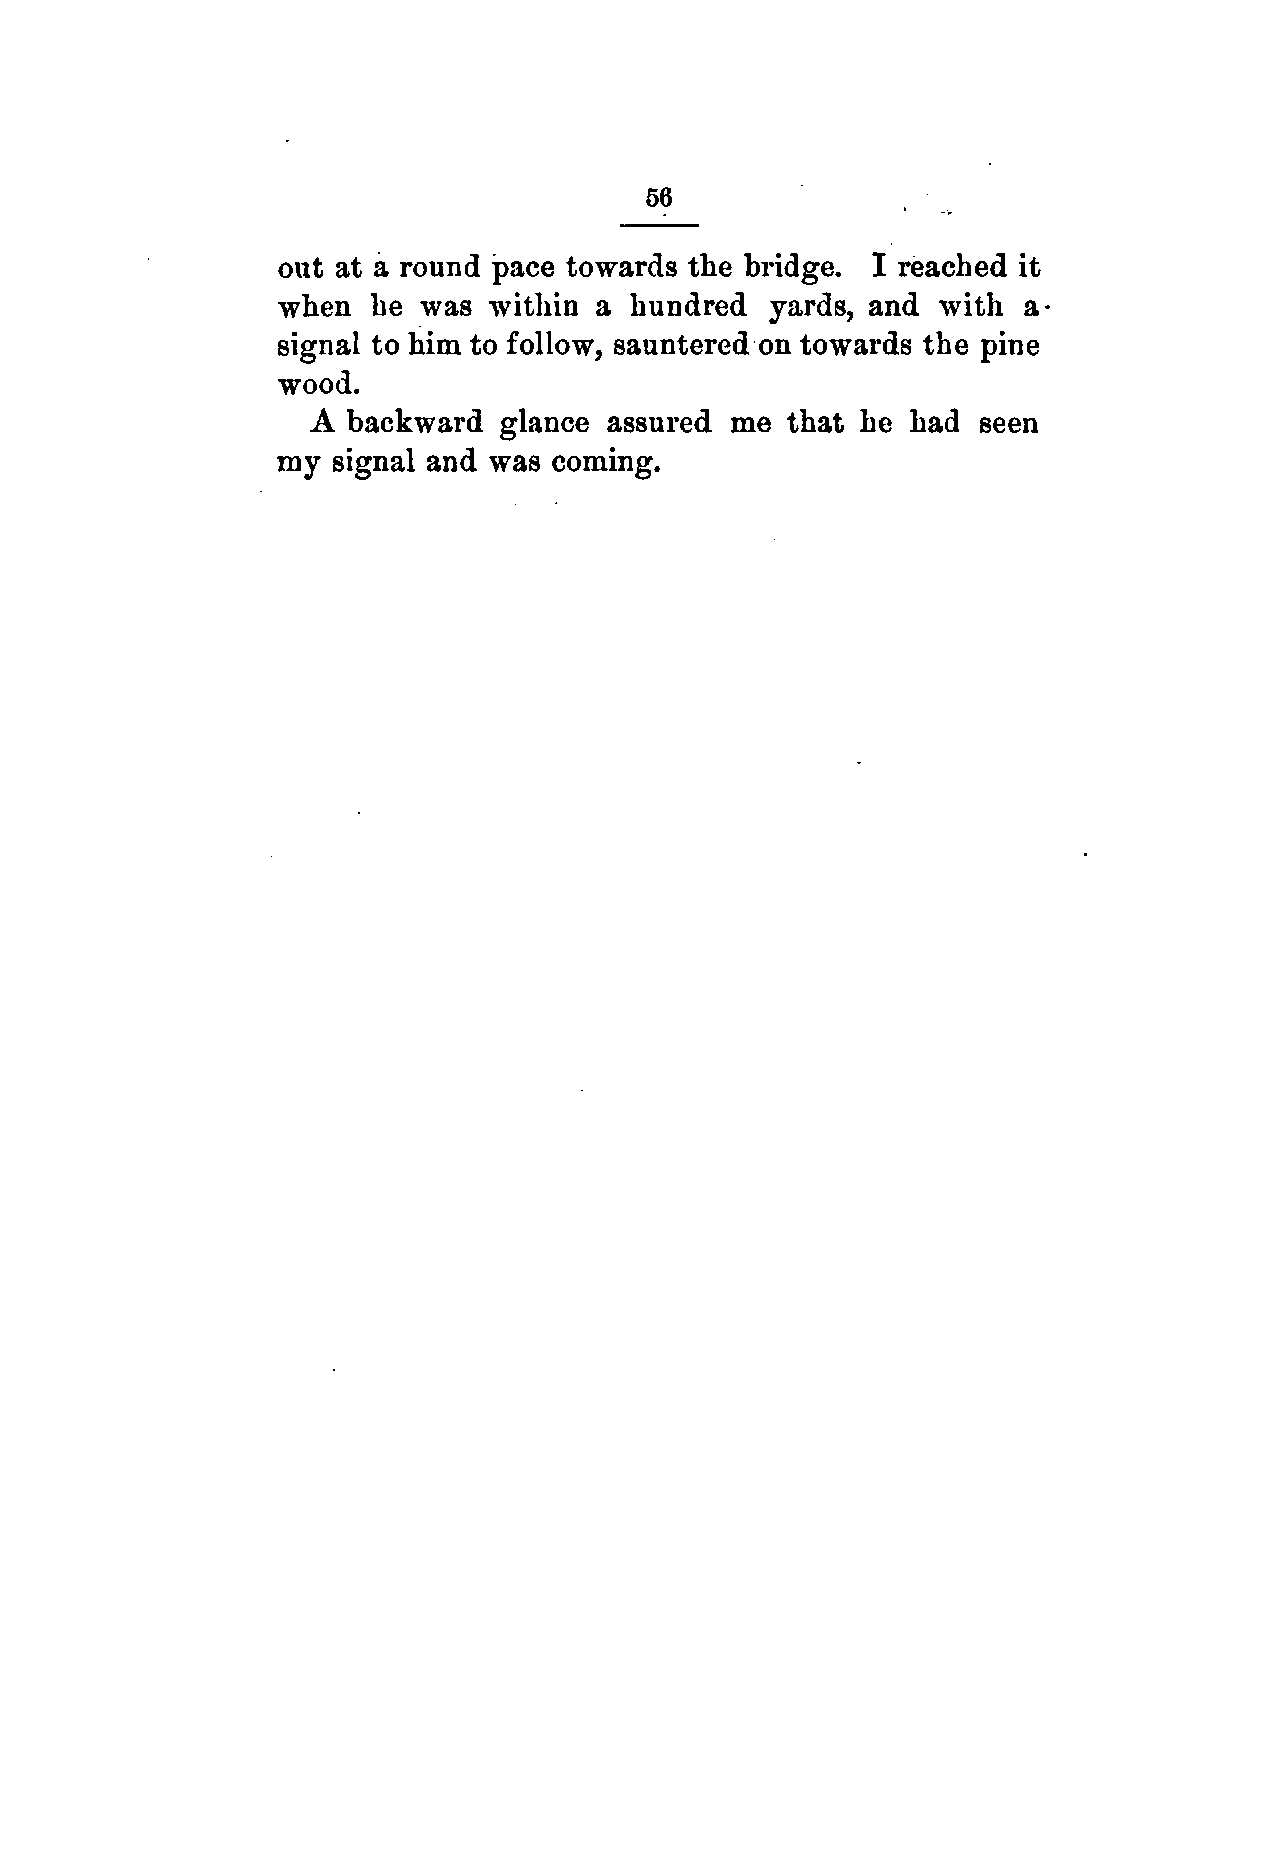 56
out at a round pace towards the bridge. I reached it
when he was within a hundred yards, and with a
signal to him to follow, sauntered on towards the pine
wood.
A backward glance assured me that he had seen
my signal and was coming.